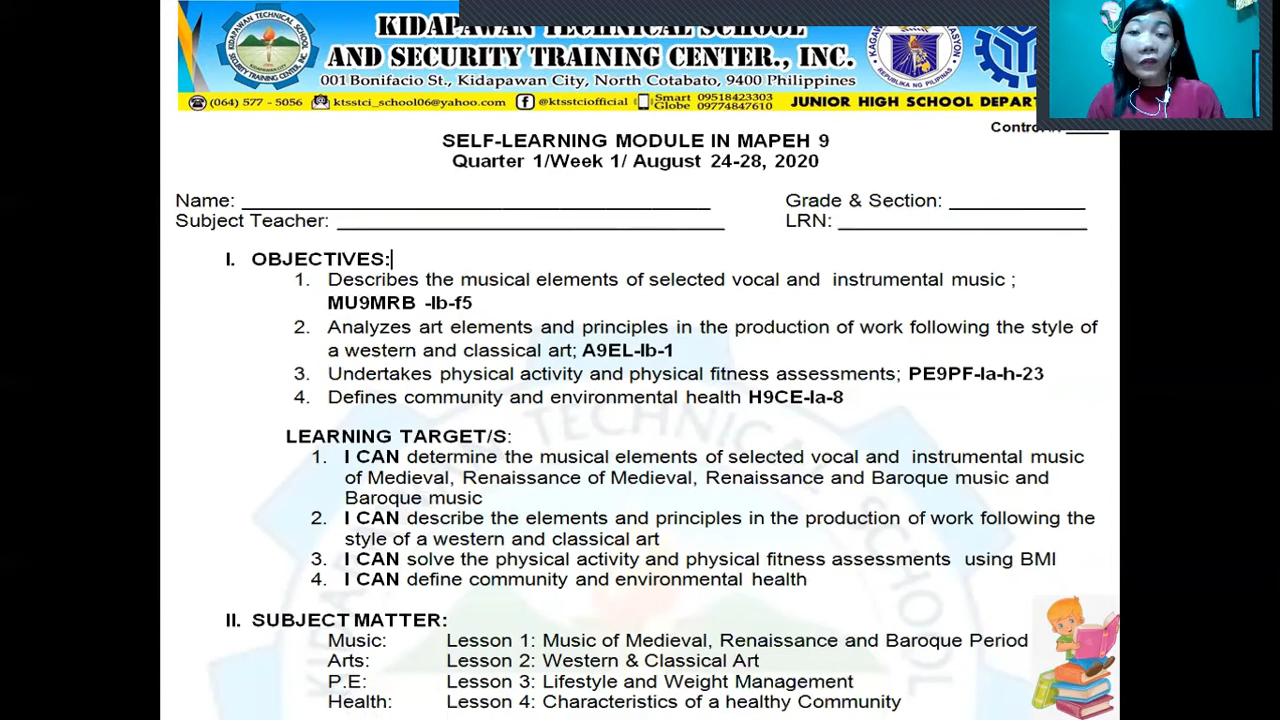 KIDAPAWAN TECHNICAL SCHOOL
AND SECURITY TRAINING CENTER., INC.
001 Bonifacio St., Kidapawan City, North Cotabato, 9400 Philippines
(064) 577 - 5056 ktsstci_school06@yahoo.com @ktsstciofficial Smart 09518423303
Globe 09774847610
JUNIOR HIGH SCHOOL DEPAR
SELF-LEARNING MODULE IN MAPEH 9
Quarter 1/Week 1/ August 24-28, 2020
Name: Grade & Section:
Subject Teacher: LRN:
I. OBJECTIVES:
1. Describes the musical elements of selected vocal and instrumental music ;
MU9MRB -Ib-f5
2. Analyzes art elements and principles in the production of work following the style of
a western and classical art; A9EL-Ib-1
3. Undertakes physical activity and physical fitness assessments; PE9PF-Ia-h-23
4. Defines community and environmental health H9CE-Ia-8
LEARNING TARGET/S:
1. I CAN determine the musical elements of selected vocal and instrumental music
of Medieval, Renaissance of Medieval, Renaissance and Baroque music and
Baroque music
2. I CAN describe the elements and principles in the production of work following the
style of a western and classical art
3. I CAN solve the physical activity and physical fitness assessments using BMI
4. I CAN define community and environmental health
II. SUBJECT MATTER:
Music: Lesson 1: Music of Medieval, Renaissance and Baroque Period
Arts: Lesson 2: Western & Classical Art
P.E: Lesson 3: Lifestyle and Weight Management
Health: Lesson 4: Characteristics of a healthy Community